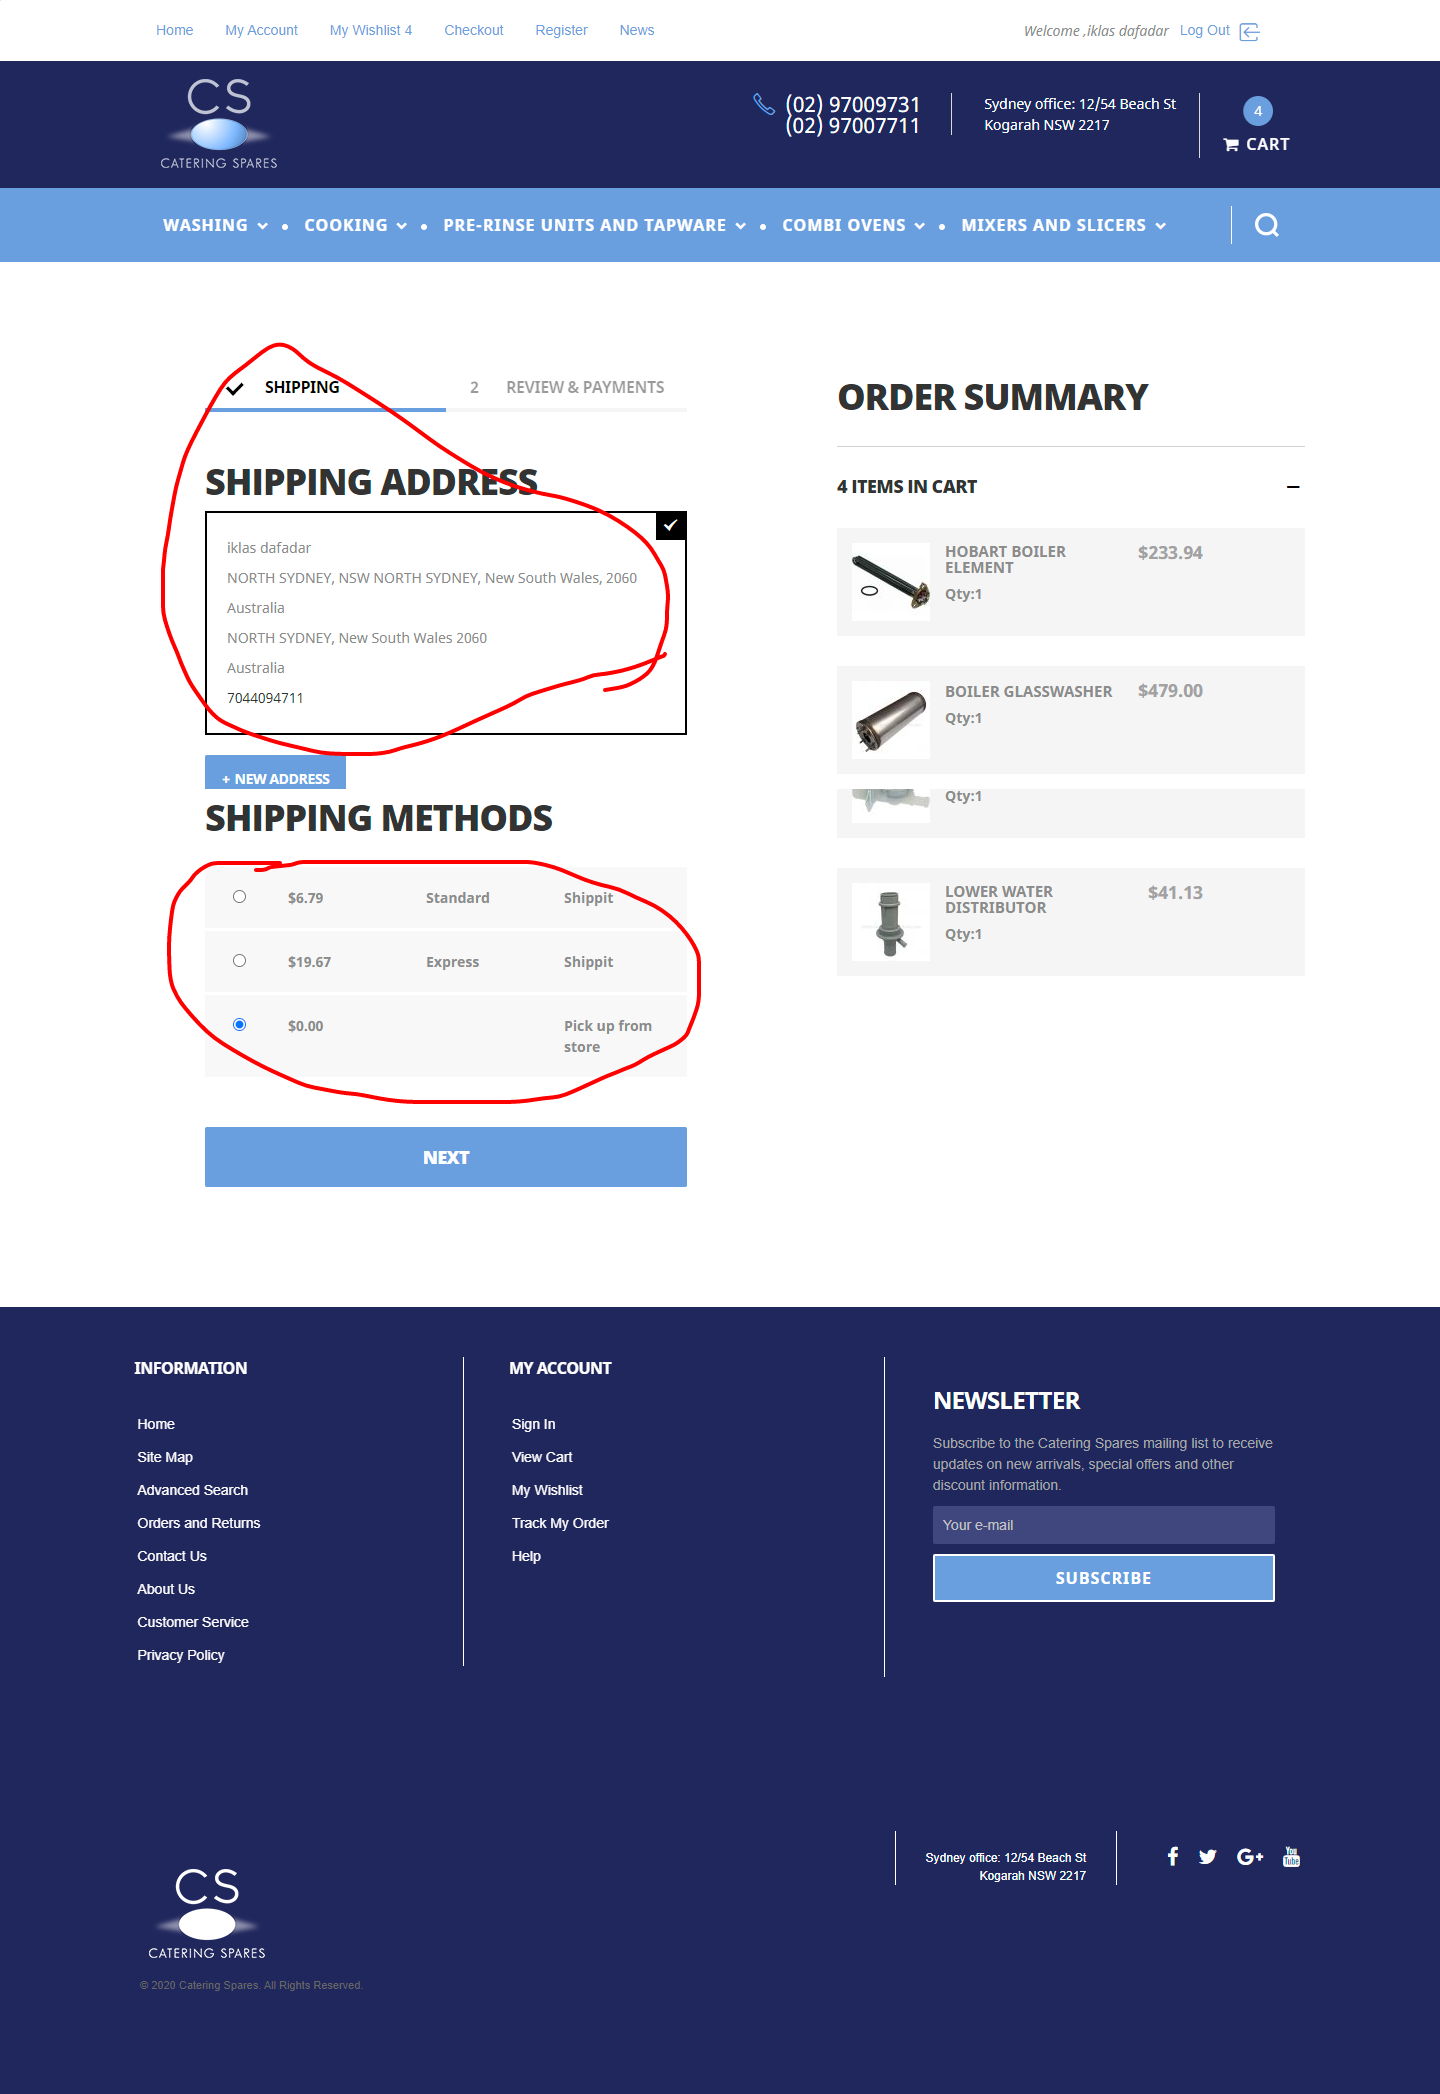 Home My Account My Wishlist 4 Checkout Register News
Welcome ,iklas dafadar Log Out
CS
CATERING SPARES
(02) 97009731
(02) 97007711
Sydney office: 12/54 Beach St
Kogarah NSW 2217
4
CART
WASHING • COOKING • PRE-RINSE UNITS AND TAPWARE • COMBI OVENS • MIXERS AND SLICERS
SHIPPING
2 REVIEW & PAYMENTS
SHIPPING ADDRESS
iklas dafadar
NORTH SYDNEY, NSW NORTH SYDNEY, New South Wales, 2060
Australia
NORTH SYDNEY, New South Wales 2060
Australia
7044094711
+ NEW ADDRESS
SHIPPING METHODS
$6.79 Standard Shippit
$19.67 Express Shippit
$0.00 Pick up from
store
NEXT
ORDER SUMMARY
4 ITEMS IN CART
HOBART BOILER
ELEMENT
$233.94
Qty:1
BOILER GLASSWASHER
$479.00
Qty:1
Qty:1
LOWER WATER
DISTRIBUTOR
$41.13
Qty:1
INFORMATION
Home
Site Map
Advanced Search
Orders and Returns
Contact Us
About Us
Customer Service
Privacy Policy
MY ACCOUNT
Sign In
View Cart
My Wishlist
Track My Order
Help
NEWSLETTER
Subscribe to the Catering Spares mailing list to receive
updates on new arrivals, special offers and other
discount information.
Your e-mail
SUBSCRIBE
Sydney office: 12/54 Beach St
Kogarah NSW 2217
You
Tube
CS
CATERING SPARES
© 2020 Catering Spares. All Rights Reserved.